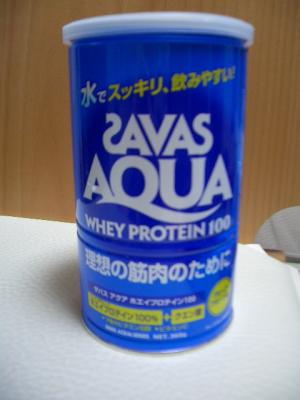 水でスッキリ、飲みやすい!
SAVAS
AQUA
WHEY PROTEIN 100
理想の筋肉のために
ザバス アクア ホエイプロテイン100
ホエイプロテイン100% + クエン酸